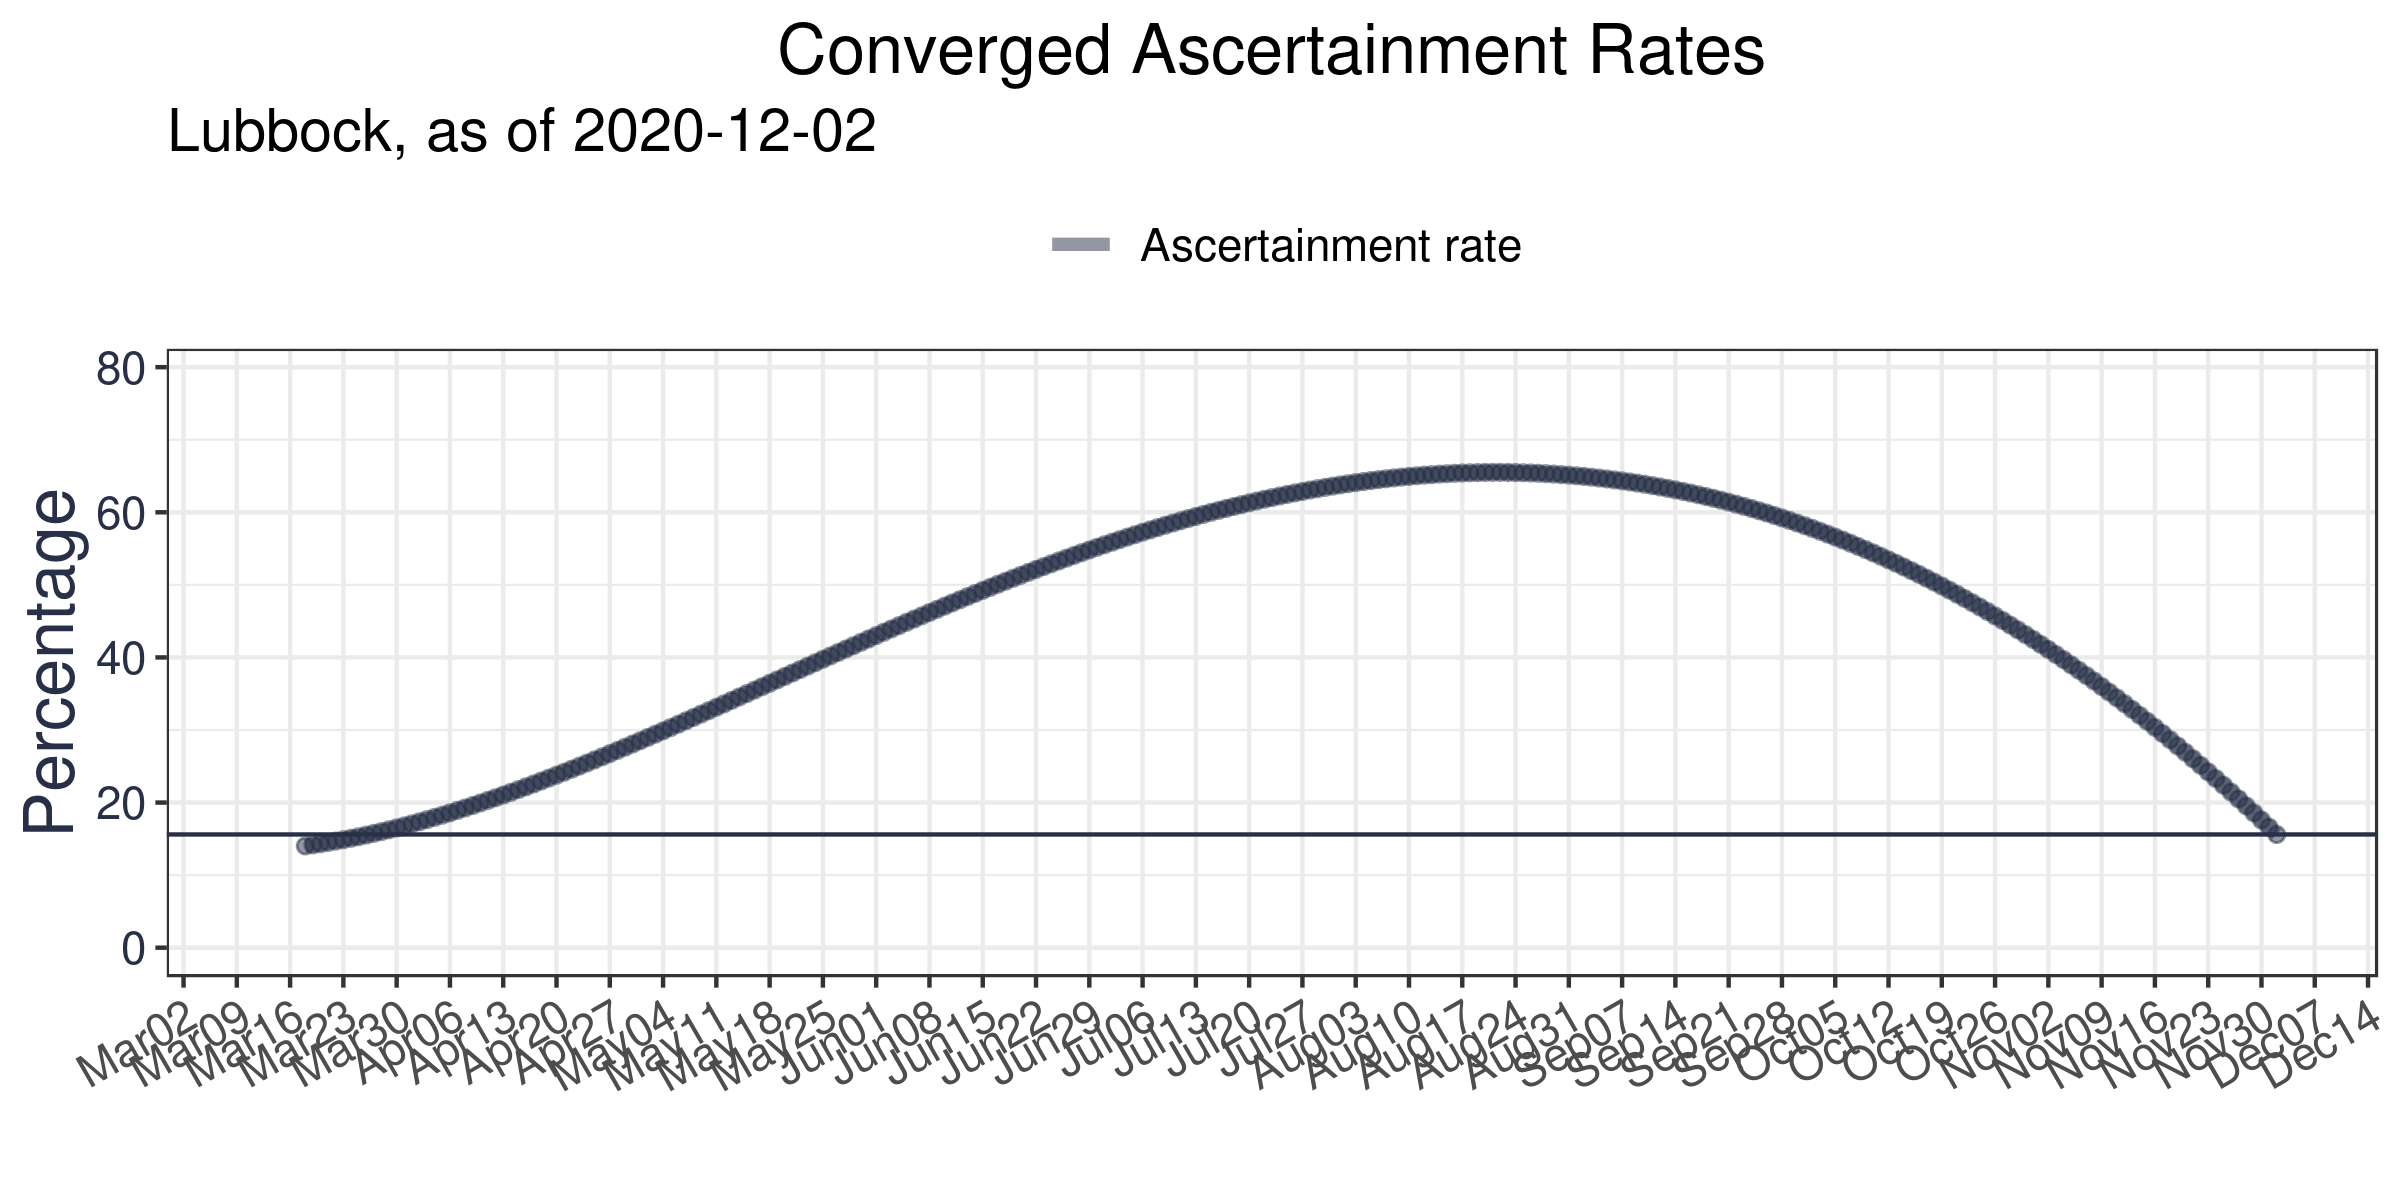 Converged Ascertainment Rates
Lubbock, as of 2020-12-02
Ascertainment rate
Percentage
80
60
40
20
0
Mar02
Mar09
Mar16
Mar23
Mar30
Apr06
Apr13
Apr20
Apr27
May04
May11
May18
May25
Jun01
Jun08
Jun15
Jun22
Jun29
Jul06
Jul13
Jul20
Jul27
Aug03
Aug10
Aug17
Aug24
Aug31
Sep07
Sep14
Sep21
Sep28
Oct05
Oct12
Oct19
Oct26
Nov02
Nov09
Nov16
Nov23
Nov30
Dec07
Dec14